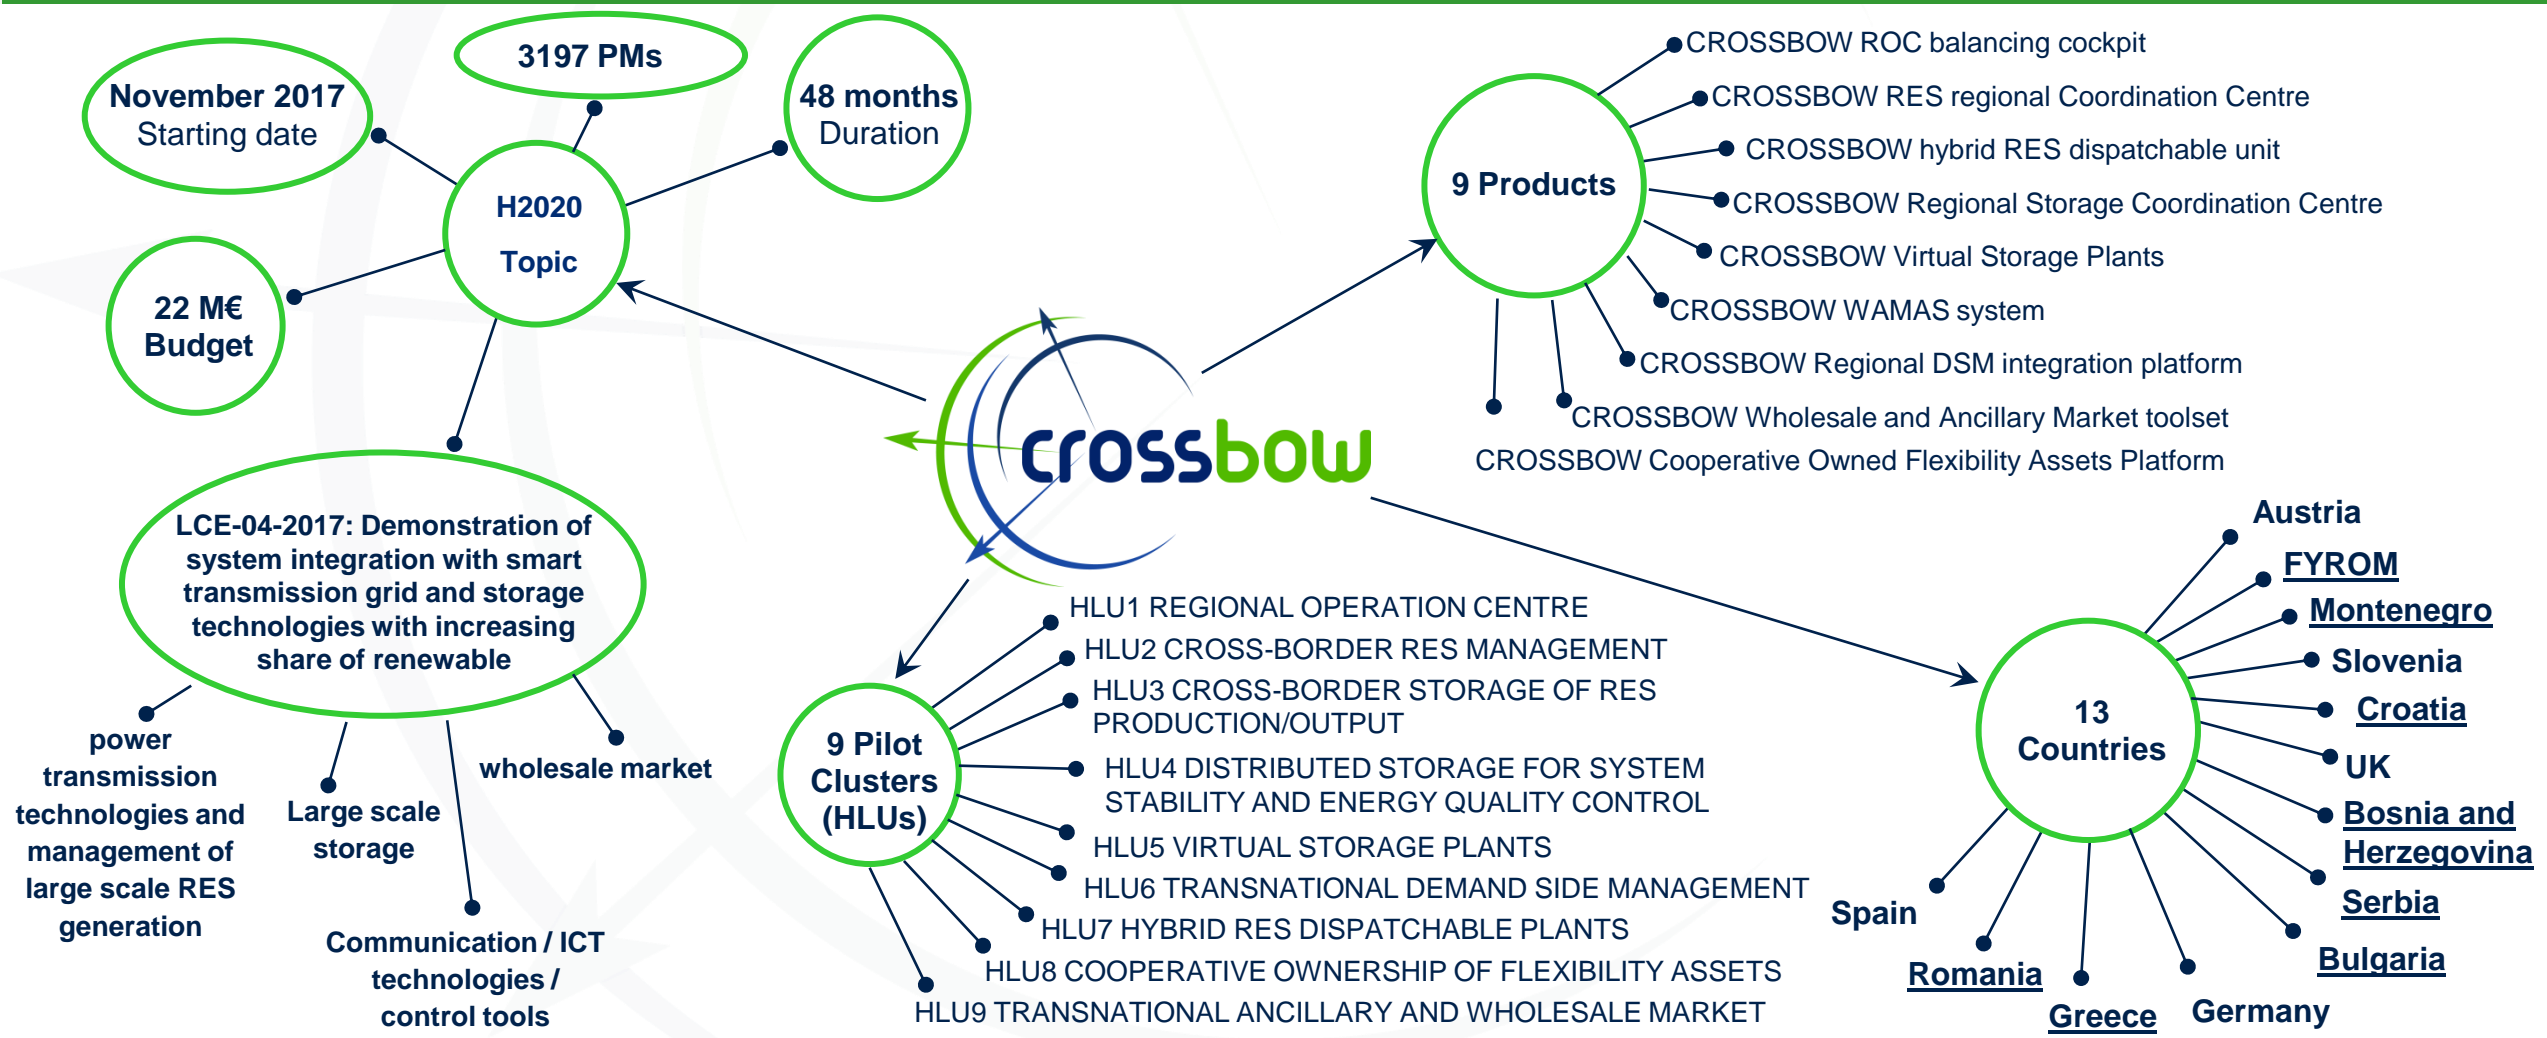 November 2017
Starting date
3197 PMs
48 months
Duration
H2020
Topic
22 M€
Budget
LCE-04-2017: Demonstration of
system integration with smart
transmission grid and storage
technologies with increasing
share of renewable
power
transmission
technologies and
management of
large scale RES
generation
Large scale
storage
Communication / ICT
technologies /
control tools
wholesale market
crossbow
9 Products
CROSSBOW ROC balancing cockpit
CROSSBOW RES regional Coordination Centre
CROSSBOW hybrid RES dispatchable unit
CROSSBOW Regional Storage Coordination Centre
CROSSBOW Virtual Storage Plants
CROSSBOW WAMAS system
CROSSBOW Regional DSM integration platform
CROSSBOW Wholesale and Ancillary Market toolset
CROSSBOW Cooperative Owned Flexibility Assets Platform
9 Pilot
Clusters
(HLUs)
HLU1 REGIONAL OPERATION CENTRE
HLU2 CROSS-BORDER RES MANAGEMENT
HLU3 CROSS-BORDER STORAGE OF RES
PRODUCTION/OUTPUT
HLU4 DISTRIBUTED STORAGE FOR SYSTEM
STABILITY AND ENERGY QUALITY CONTROL
HLU5 VIRTUAL STORAGE PLANTS
HLU6 TRANSNATIONAL DEMAND SIDE MANAGEMENT
HLU7 HYBRID RES DISPATCHABLE PLANTS
HLU8 COOPERATIVE OWNERSHIP OF FLEXIBILITY ASSETS
HLU9 TRANSNATIONAL ANCILLARY AND WHOLESALE MARKET
13
Countries
Austria
FYROM
Montenegro
Slovenia
Croatia
UK
Bosnia and
Herzegovina
Serbia
Bulgaria
Germany
Greece
Romania
Spain